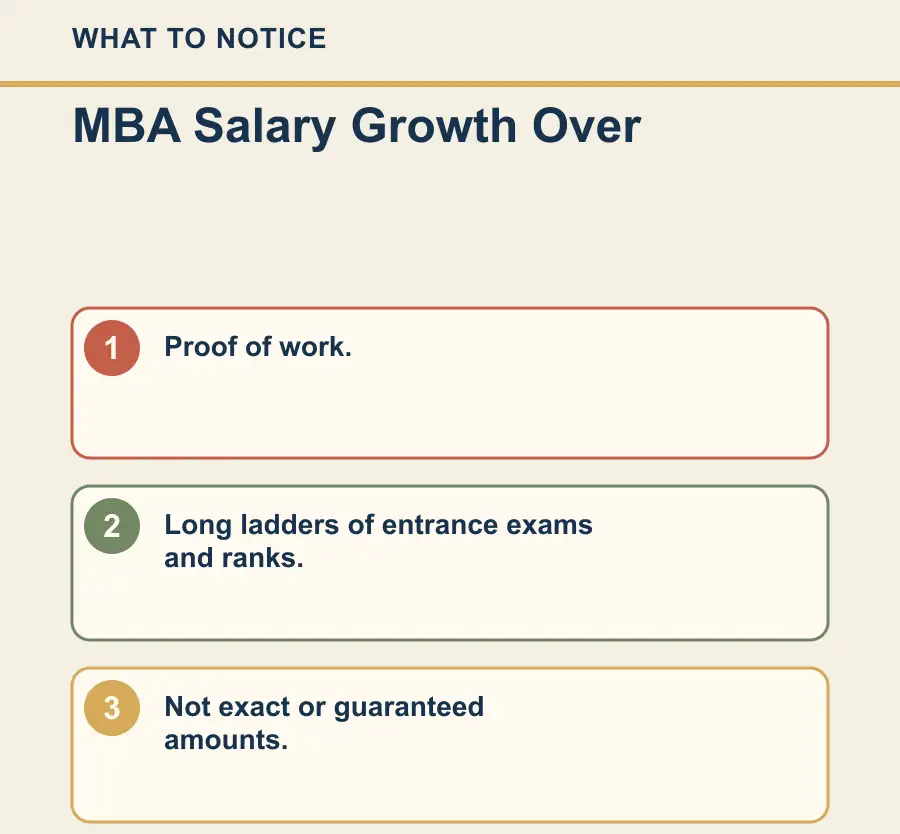 WHAT TO NOTICE
MBA Salary Growth Over
1
Proof of work.
2
Long ladders of entrance exams
and ranks.
3
Not exact or guaranteed
amounts.